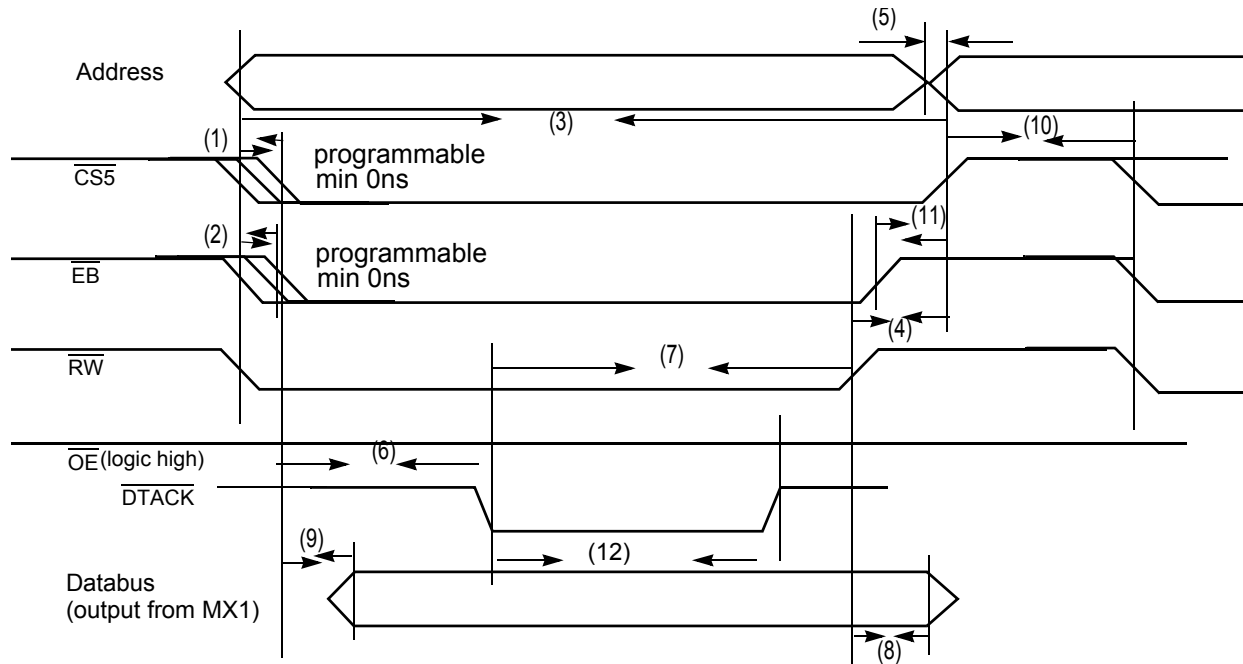 (5)
Address
(3)
(10)
(1)
programmable
min 0ns
CS5
(11)
(2)
programmable
min 0ns
EB
(4)
(7)
RW
OE(logic high)
(6)
DTACK
(9)
(12)
Databus
(output from MX1)
(8)